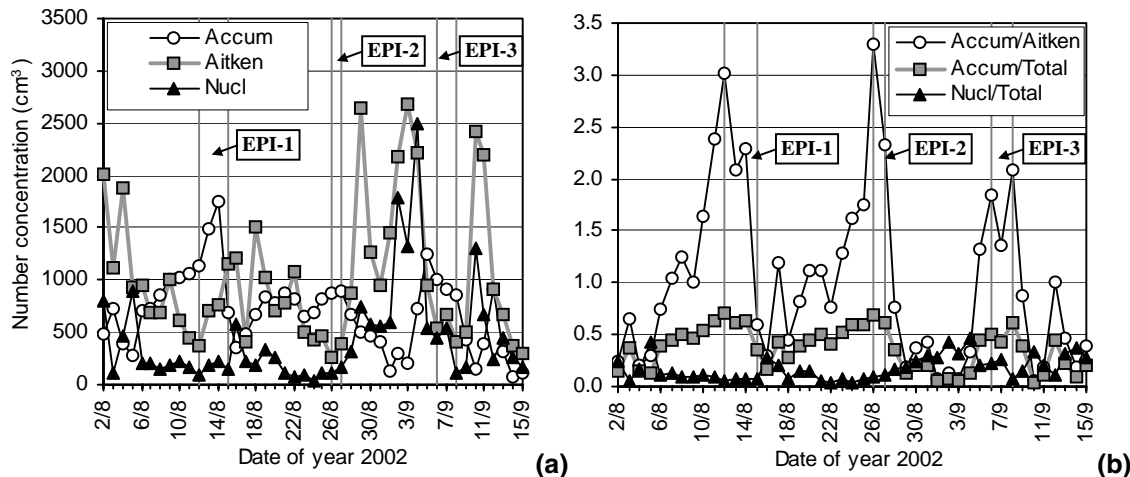 Number concentration (cm³)
3500
3000
2500
2000
1500
1000
500
0
Accum
Aitken
Nucl
EPI-1
EPI-2
EPI-3
2/8 6/8 10/8 14/8 18/8 22/8 26/8 30/8 3/9 7/9 11/9 15/9
Date of year 2002
(a)
3.5
3.0
2.5
2.0
1.5
1.0
0.5
0.0
Accum/Aitken
Accum/Total
Nucl/Total
EPI-1
EPI-2
EPI-3
2/8 6/8 10/8 14/8 18/8 22/8 26/8 30/8 3/9 7/9 11/9 15/9
Date of year 2002
(b)